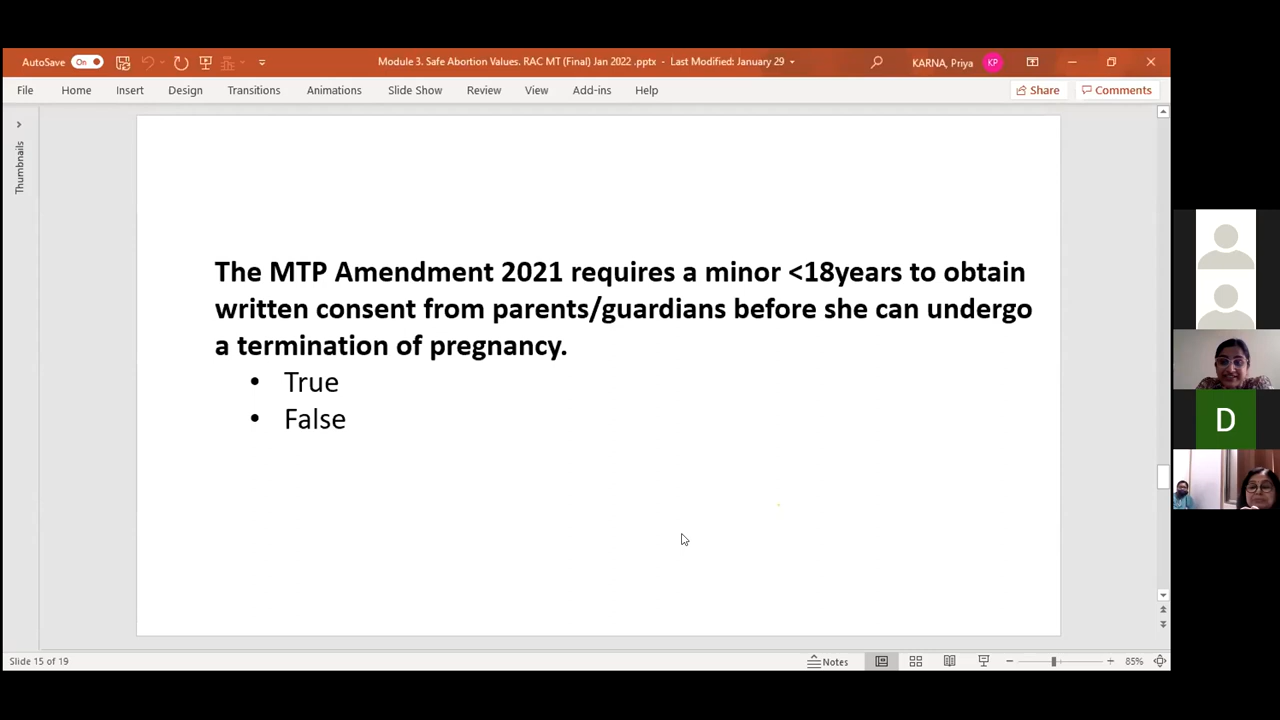 AutoSave On Module 3. Safe Abortion Values. RAC MT (Final) Jan 2022 .pptx - Last Modified: January 29 KARNA, Priya KP
File Home Insert Design Transitions Animations Slide Show Review View Add-ins Help Share Comments
Thumbnails
The MTP Amendment 2021 requires a minor <18years to obtain
written consent from parents/guardians before she can undergo
a termination of pregnancy.
• True
• False
D
Slide 15 of 19 Notes 85%